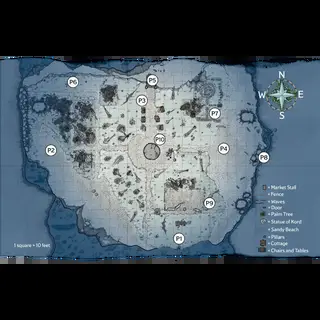 N
W E
S
P6
P5
P3
P7
P2
P10
P4
P8
P9
P1
Market Stall
Fence
Waves
Door
Palm Tree
Statue of Kord
Sandy Beach
Pillars
Cottage
Chairs and Tables
1 square = 10 feet